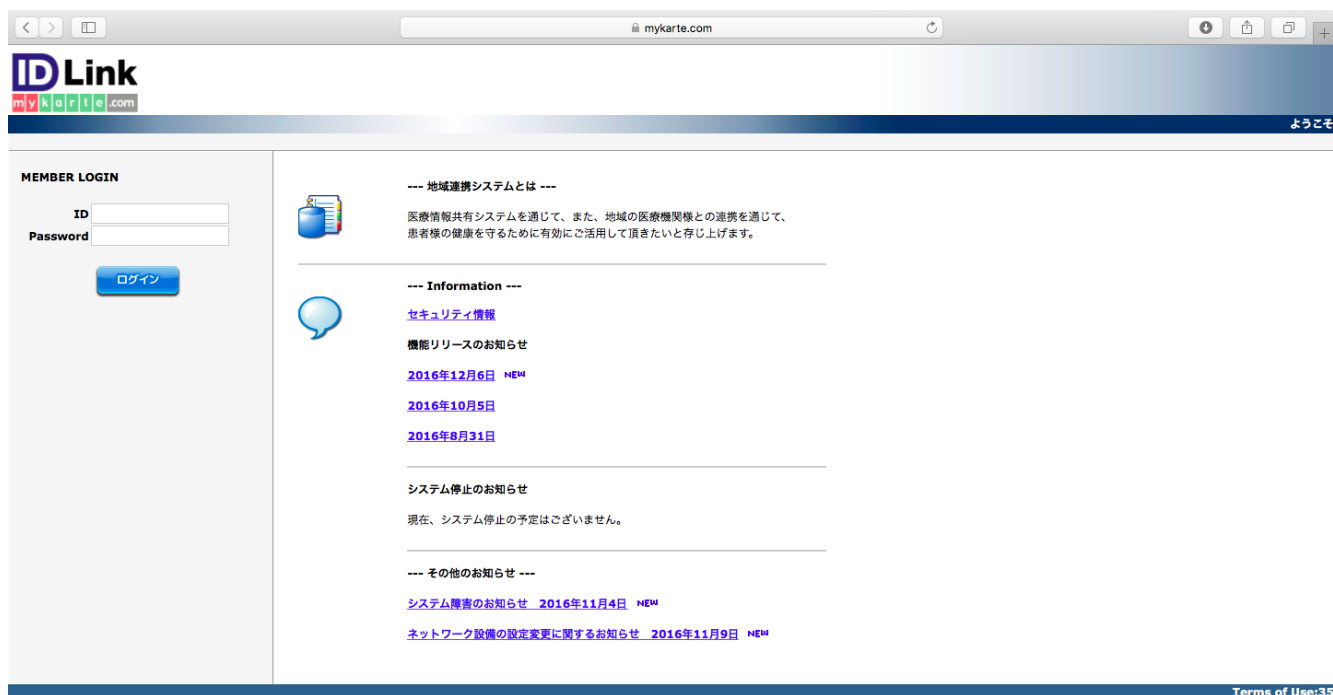 mykarte.com
ID Link
mykarte.com
ようこそ
MEMBER LOGIN
ID
Password
ログイン
--- 地域連携システムとは ---
医療情報共有システムを通じて、また、地域の医療機関様との連携を通じて、
患者様の健康を守るために有効にご活用して頂きたいと存じ上げます。
--- Information ---
セキュリティ情報
機能リリースのお知らせ
2016年12月6日 NEW
2016年10月5日
2016年8月31日
システム停止のお知らせ
現在、システム停止の予定はございません。
--- その他のお知らせ ---
システム障害のお知らせ　2016年11月4日 NEW
ネットワーク設備の設定変更に関するお知らせ　2016年11月9日 NEW
Terms of Use:35